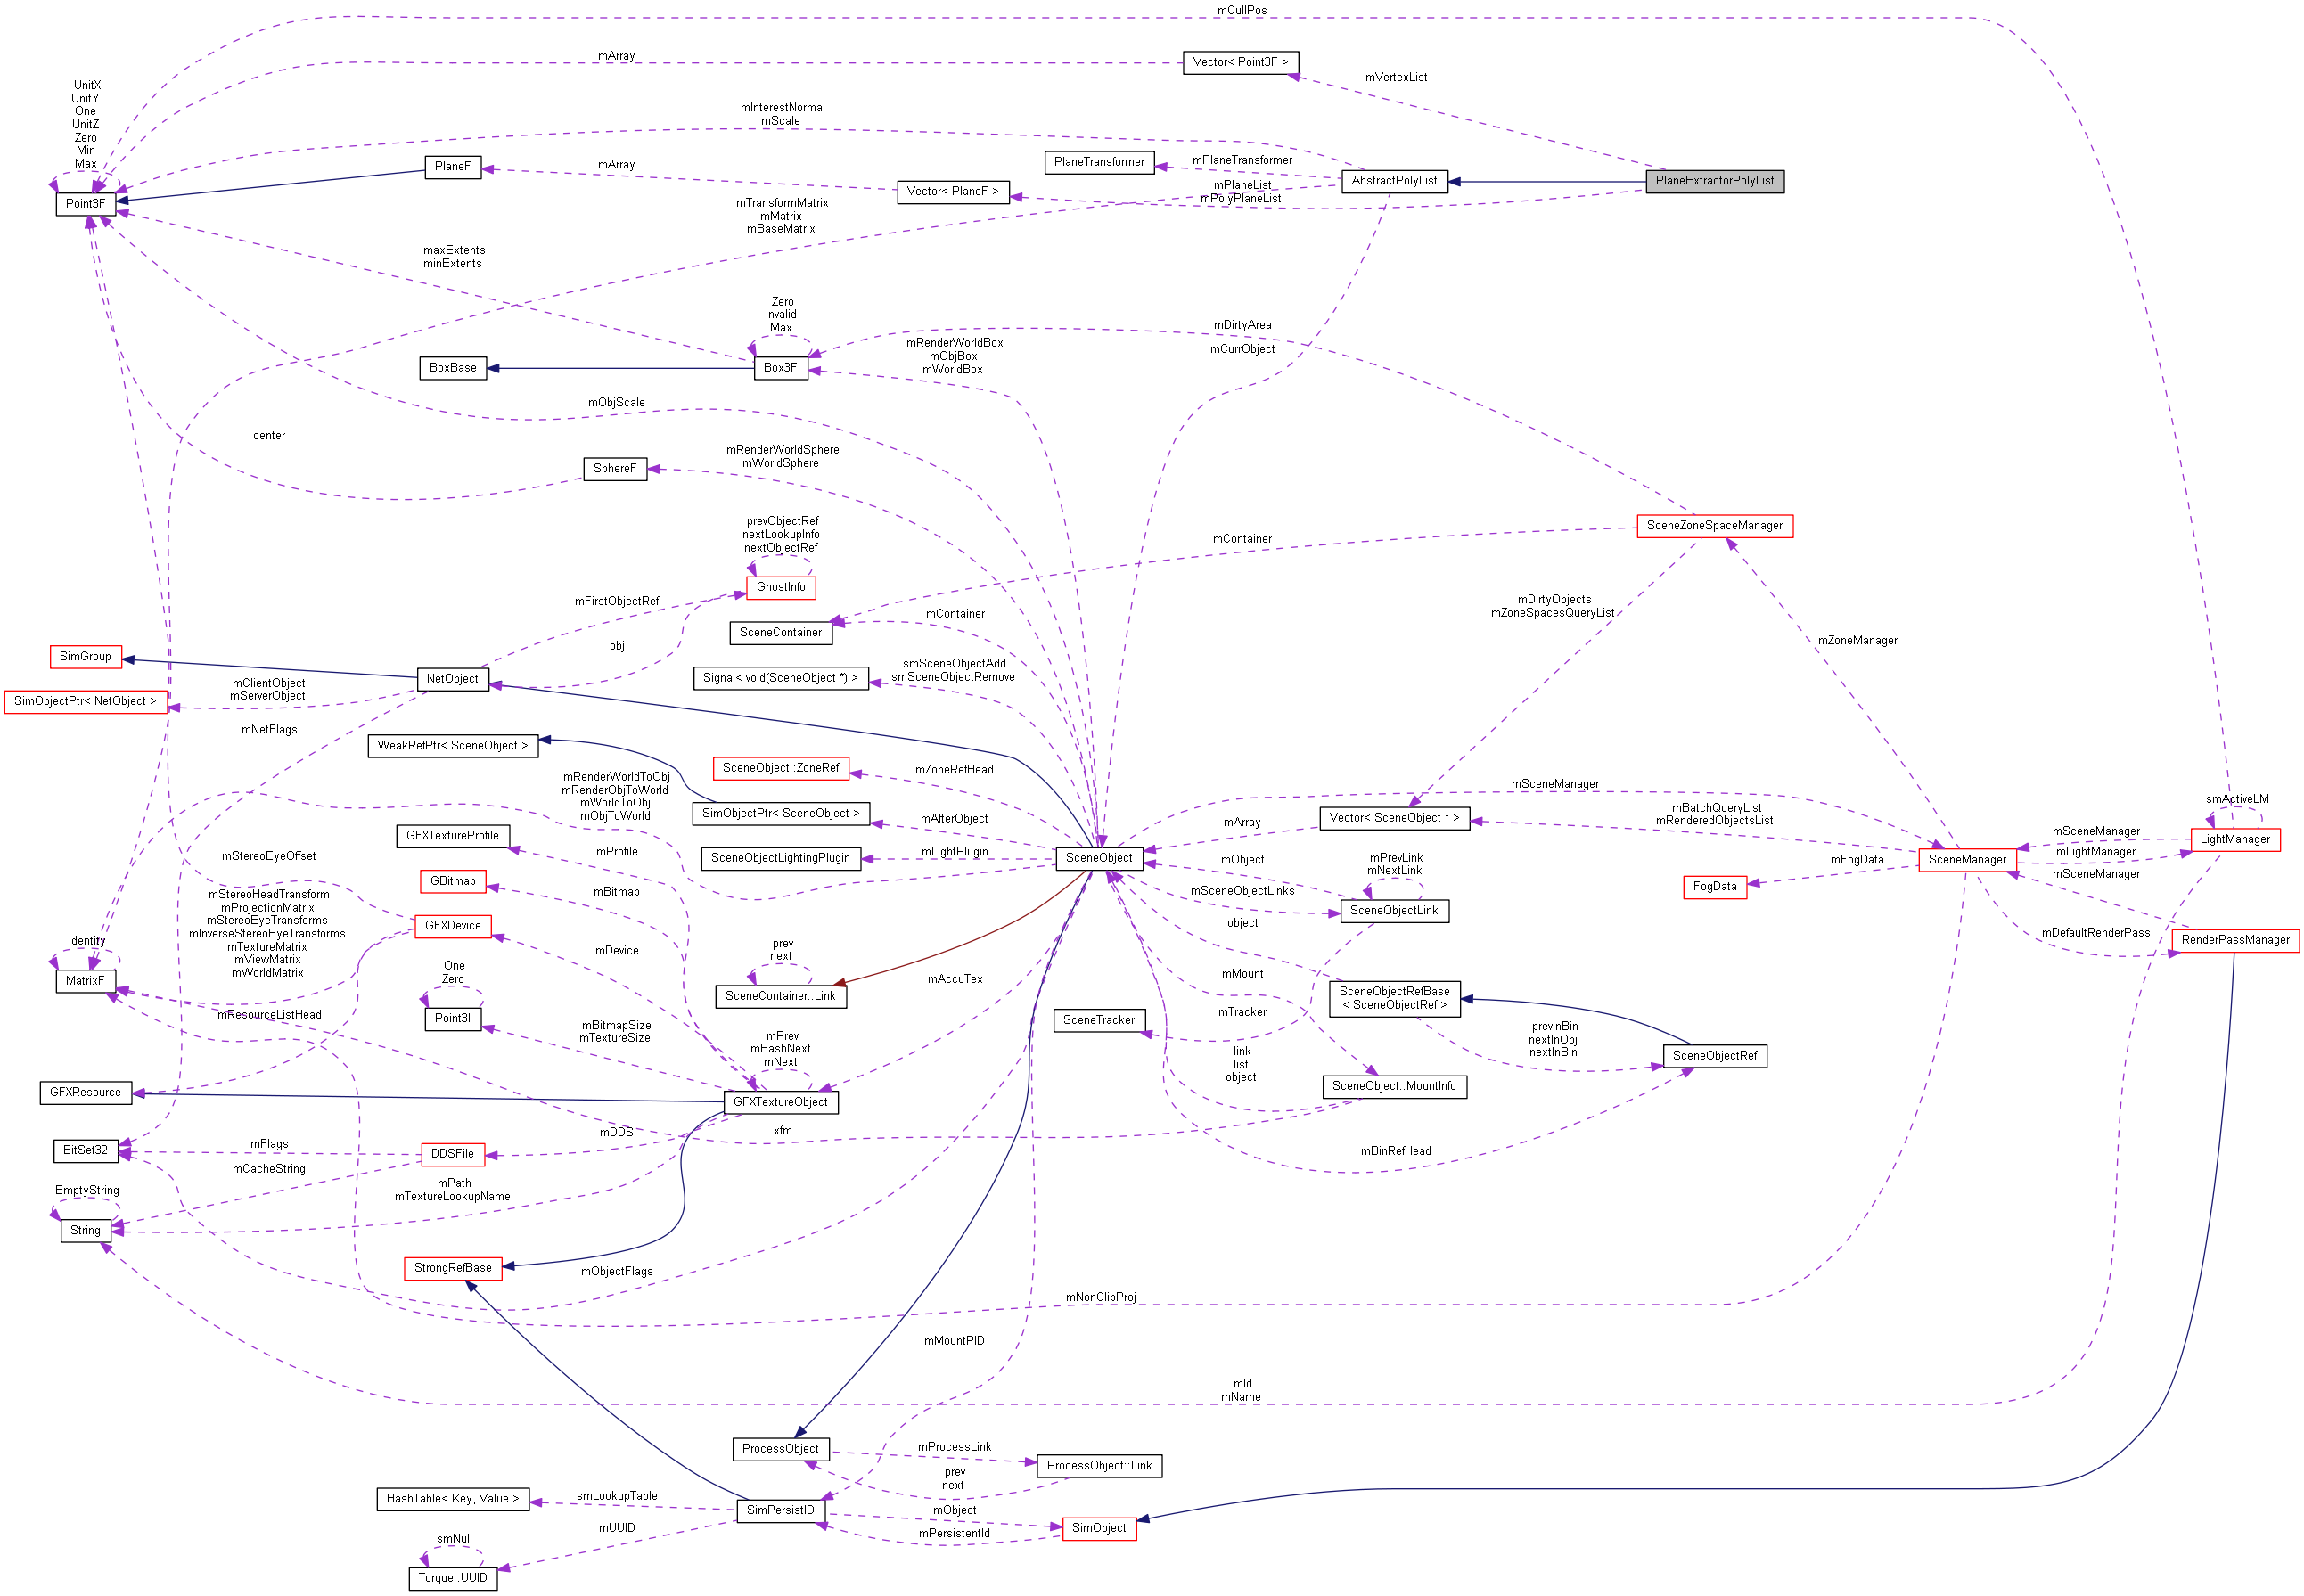 mCullPos
mArray
Vector< Point3F >
mVertexList
UnitX
UnitY
One
UnitZ
Zero
Min
Max
mInterestNormal
mScale
PlaneF
mArray
PlaneTransformer
mPlaneTransformer
AbstractPolyList
PlaneExtractorPolyList
Point3F
Vector< PlaneF >
mPlaneList
mPolyPlaneList
mTransformMatrix
mMatrix
mBaseMatrix
maxExtents
minExtents
Zero
Invalid
Max
mDirtyArea
mCurrObject
mRenderWorldBox
mObjBox
mWorldBox
BoxBase
Box3F
mObjScale
center
mRenderWorldSphere
mWorldSphere
SphereF
SceneZoneSpaceManager
prevObjectRef
nextLookupInfo
nextObjectRef
mContainer
GhostInfo
mFirstObjectRef
mContainer
mDirtyObjects
mZoneSpacesQueryList
SceneContainer
mZoneManager
SimGroup
obj
smSceneObjectAdd
smSceneObjectRemove
NetObject
Signal< void(SceneObject *) >
mClientObject
mServerObject
SimObjectPtr< NetObject >
mNetFlags
WeakRefPtr< SceneObject >
SceneObject::ZoneRef
mZoneRefHead
mRenderWorldToObj
mRenderObjToWorld
mWorldToObj
mObjToWorld
mSceneManager
smActiveLM
SimObjectPtr< SceneObject >
mAfterObject
mArray
Vector< SceneObject * >
mBatchQueryList
mRenderedObjectsList
GFXTextureProfile
mSceneManager
mLightManager
LightManager
mProfile
mStereoEyeOffset
SceneObjectLightingPlugin
mLightPlugin
SceneObject
mObject
mPrevLink
mNextLink
mFogData
SceneManager
mSceneManager
GBitmap
mBitmap
mSceneObjectLinks
FogData
mStereoHeadTransform
mProjectionMatrix
mStereoEyeTransforms
mInverseStereoEyeTransforms
mTextureMatrix
mViewMatrix
mWorldMatrix
GFXDevice
SceneObjectLink
object
mDefaultRenderPass
RenderPassManager
Identity
mDevice
prev
next
MatrixF
One
Zero
mAccuTex
mMount
SceneContainer::Link
SceneObjectRefBase
< SceneObjectRef >
mResourceListHead
Point3I
mBitmapSize
mTextureSize
SceneTracker
mTracker
prevInBin
nextInObj
nextInBin
mPrev
mHashNext
mNext
link
list
object
SceneObjectRef
GFXResource
SceneObject::MountInfo
GFXTextureObject
mDDS
xfm
BitSet32
mFlags
DDSFile
mBinRefHead
mCacheString
EmptyString
mPath
mTextureLookupName
String
StrongRefBase
mObjectFlags
mNonClipProj
mMountPID
mId
mName
ProcessObject
mProcessLink
ProcessObject::Link
prev
next
HashTable< Key, Value >
smLookupTable
SimPersistID
mObject
mUUID
SimObject
mPersistentId
smNull
Torque::UUID